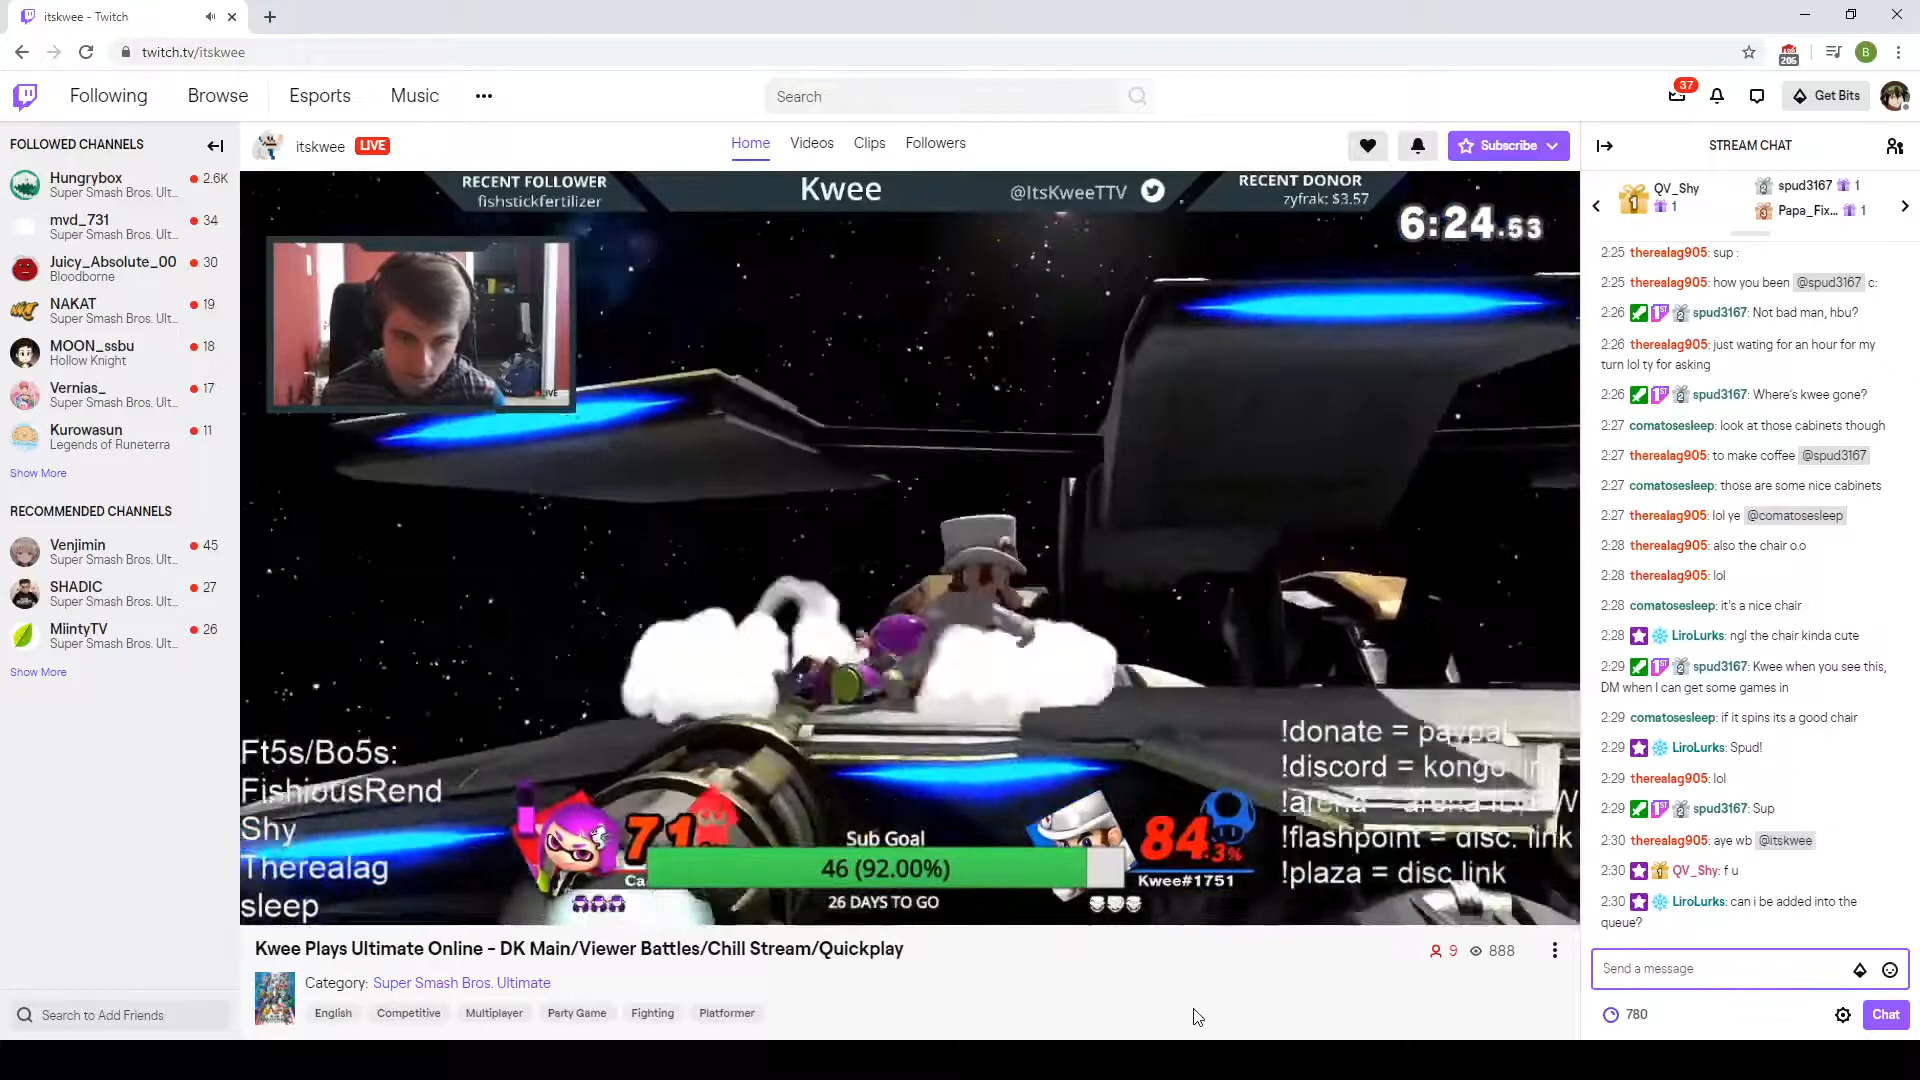 itskwee - Twitch
twitch.tv/itskwee
206
B
Following
Browse
Esports
Music
Search
37
Get Bits
FOLLOWED CHANNELS
Hungrybox
2.6K
Super Smash Bros. Ult...
mvd_731
34
Super Smash Bros. Ult...
Juicy_Absolute_00
30
Bloodborne
NAKAT
19
Super Smash Bros. Ult...
MOON_ssbu
18
Hollow Knight
Vernias_
17
Super Smash Bros. Ult...
Kurowasun
11
Legends of Runeterra
Show More
RECOMMENDED CHANNELS
Venjimin
45
Super Smash Bros. Ult...
SHADIC
27
Super Smash Bros. Ult...
MiintyTV
26
Super Smash Bros. Ult...
Show More
Search to Add Friends
itskwee LIVE
Home
Videos
Clips
Followers
Subscribe
RECENT FOLLOWER
fishstickfertilizer
Kwee
@ItsKweeTTV
RECENT DONOR
zyfrak: $3.57
6:24.53
LIVE
Ft5s/Bo5s:
FishiousRend
Shy
Therealag
sleep
71
Ca
Sub Goal
46 (92.00%)
26 DAYS TO GO
84.3%
Kwee#1751
!donate = paypal
!discord = kongo
!arena = arena
!flashpoint = disc. link
!plaza = disc link
Kwee Plays Ultimate Online - DK Main/Viewer Battles/Chill Stream/Quickplay
9
888
Category: Super Smash Bros. Ultimate
English
Competitive
Multiplayer
Party Game
Fighting
Platformer
STREAM CHAT
1
QV_Shy
1
2
spud3167
1
3
Papa_Fix...
1
2:25 therealag905: sup :
2:25 therealag905: how you been @spud3167 c:
2:26 spud3167: Not bad man, hbu?
2:26 therealag905: just wating for an hour for my
turn lol ty for asking
2:26 spud3167: Where's kwee gone?
2:27 comatosesleep: look at those cabinets though
2:27 therealag905: to make coffee @spud3167
2:27 comatosesleep: those are some nice cabinets
2:27 therealag905: lol ye @comatosesleep
2:28 therealag905: also the chair o.o
2:28 therealag905: lol
2:28 comatosesleep: it's a nice chair
2:28 LiroLurks: ngl the chair kinda cute
2:29 spud3167: Kwee when you see this,
DM when I can get some games in
2:29 comatosesleep: if it spins its a good chair
2:29 LiroLurks: Spud!
2:29 therealag905: lol
2:29 spud3167: Sup
2:30 therealag905: aye wb @itskwee
2:30 QV_Shy: f u
2:30 LiroLurks: can i be added into the
queue?
Send a message
780
Chat